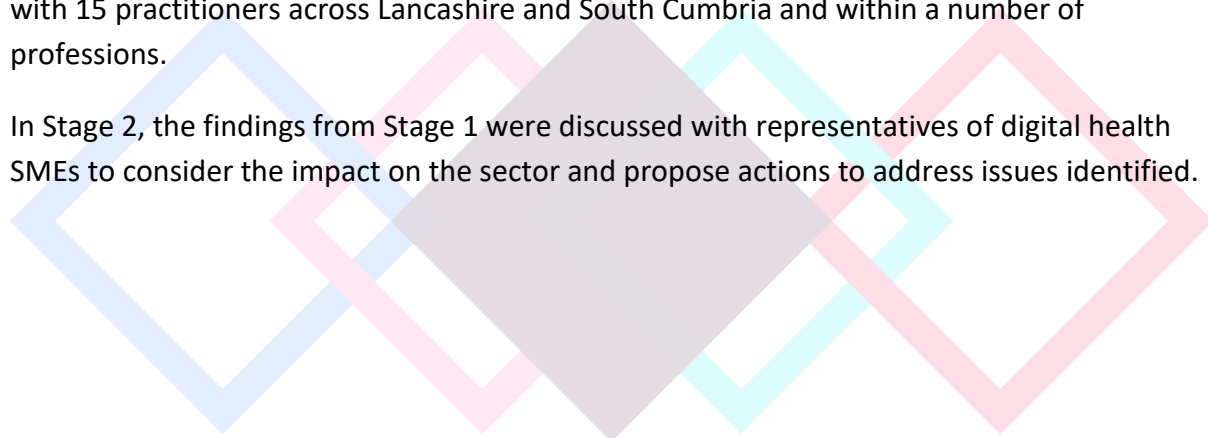 with 15 practitioners across Lancashire and South Cumbria and within a number of
professions.
In Stage 2, the findings from Stage 1 were discussed with representatives of digital health
SMEs to consider the impact on the sector and propose actions to address issues identified.